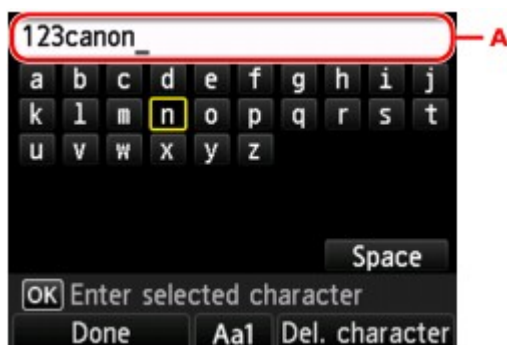 123canon_
A
a b c d e f g h i j
k l m n o p q r s t
u v w x y z
Space
OK Enter selected character
Done Aa1 Del. character